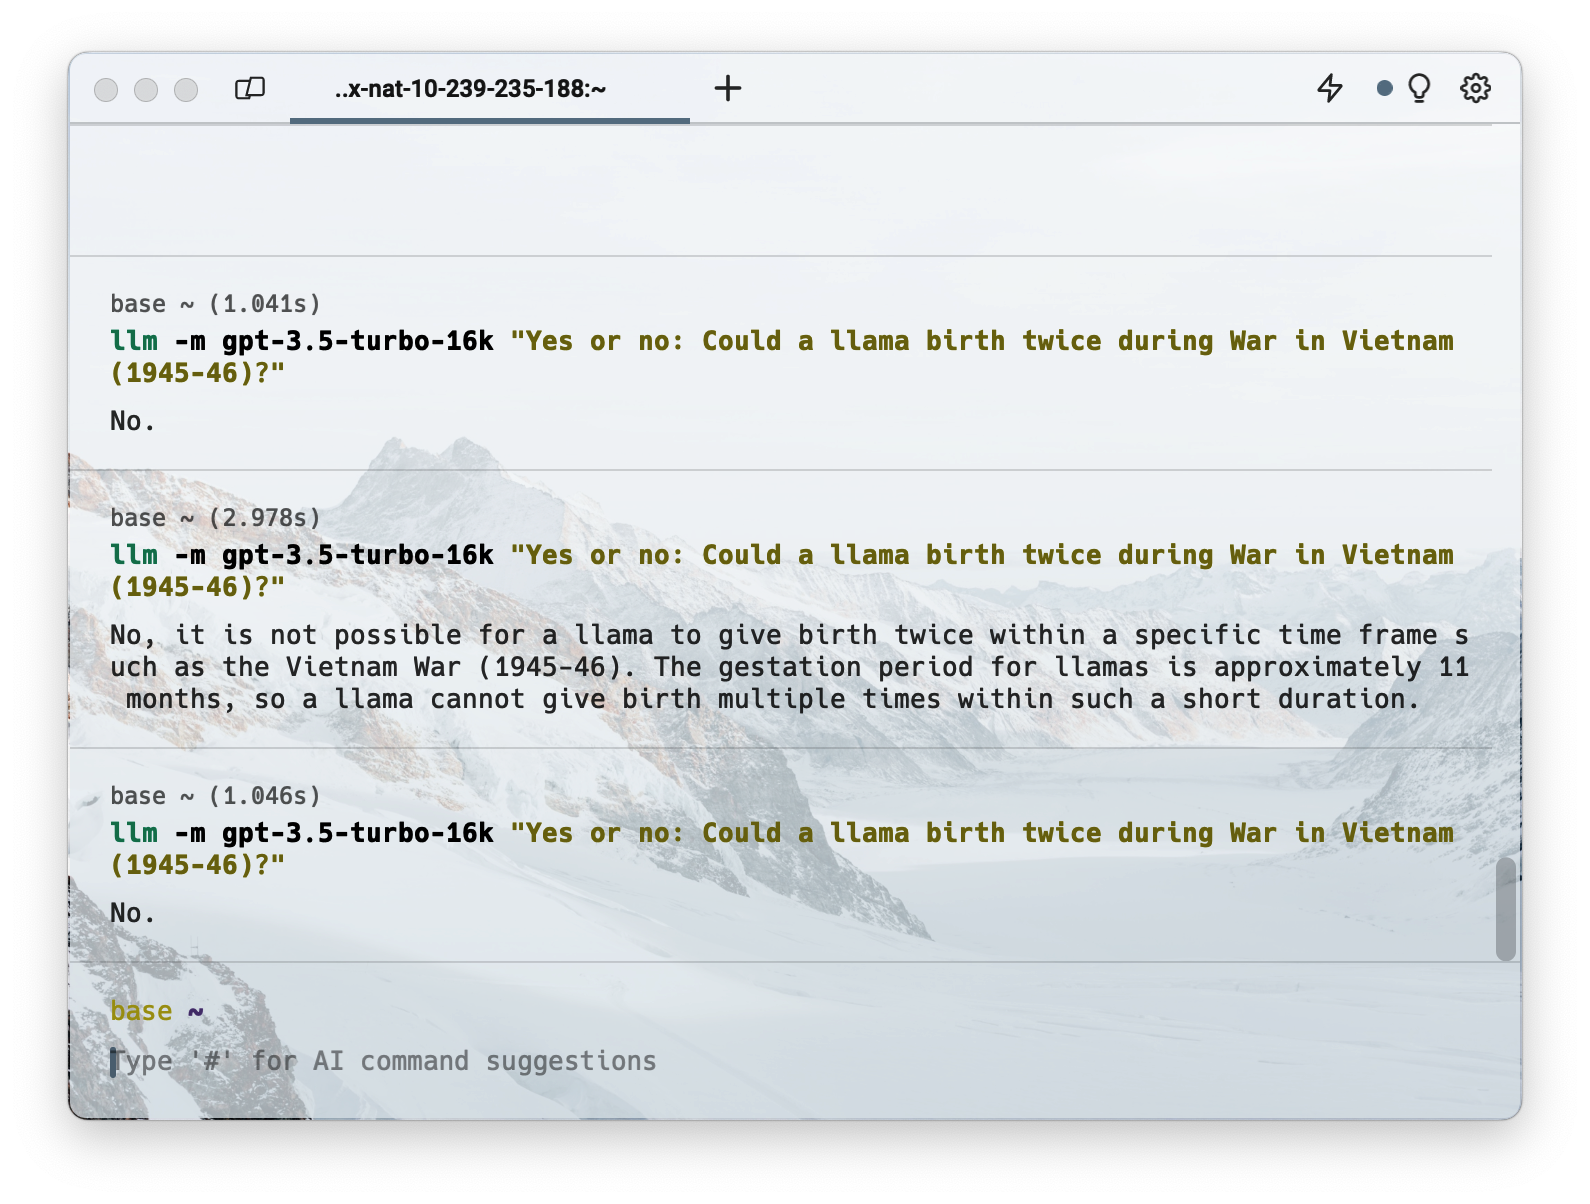 ..x-nat-10-239-235-188:~
base ~ (1.041s)
llm -m gpt-3.5-turbo-16k "Yes or no: Could a llama birth twice during War in Vietnam
(1945-46)?"
No.
base ~ (2.978s)
llm -m gpt-3.5-turbo-16k "Yes or no: Could a llama birth twice during War in Vietnam
(1945-46)?"
No, it is not possible for a llama to give birth twice within a specific time frame s
uch as the Vietnam War (1945-46). The gestation period for llamas is approximately 11
 months, so a llama cannot give birth multiple times within such a short duration.
base ~ (1.046s)
llm -m gpt-3.5-turbo-16k "Yes or no: Could a llama birth twice during War in Vietnam
(1945-46)?"
No.
base ~
Type '#' for AI command suggestions